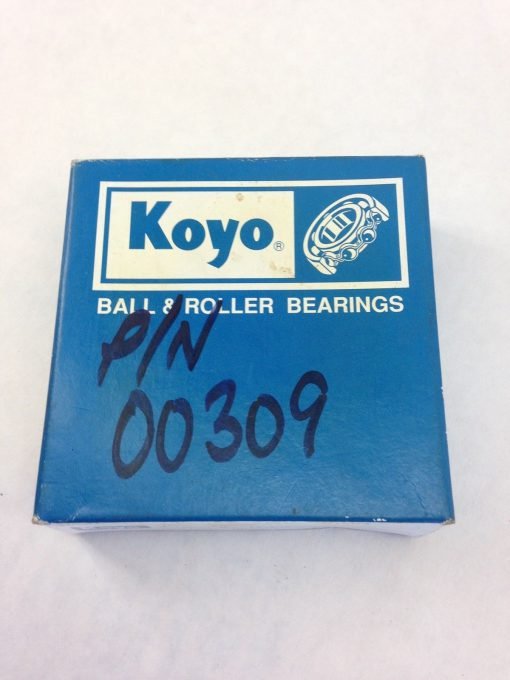 Koyo®
BALL & ROLLER BEARINGS
P/N
00309